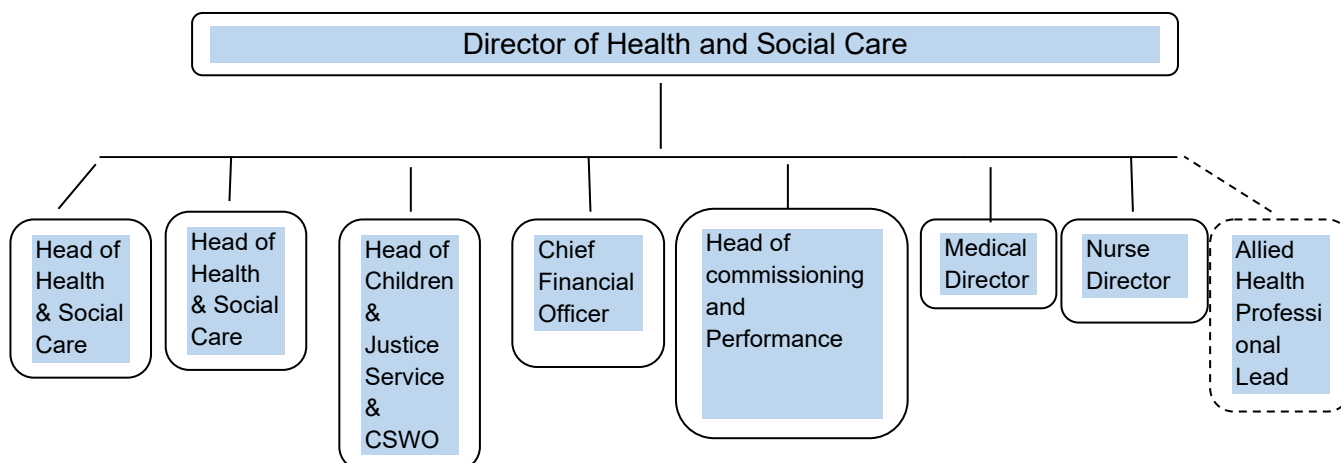 Director of Health and Social Care
Head of
Health
& Social
Care
Head of
Health
& Social
Care
Head of
Children
&
Justice
Service
&
CSWO
Chief
Financial
Officer
Head of
commissioning
and
Performance
Medical
Director
Nurse
Director
Allied
Health
Professi
onal
Lead